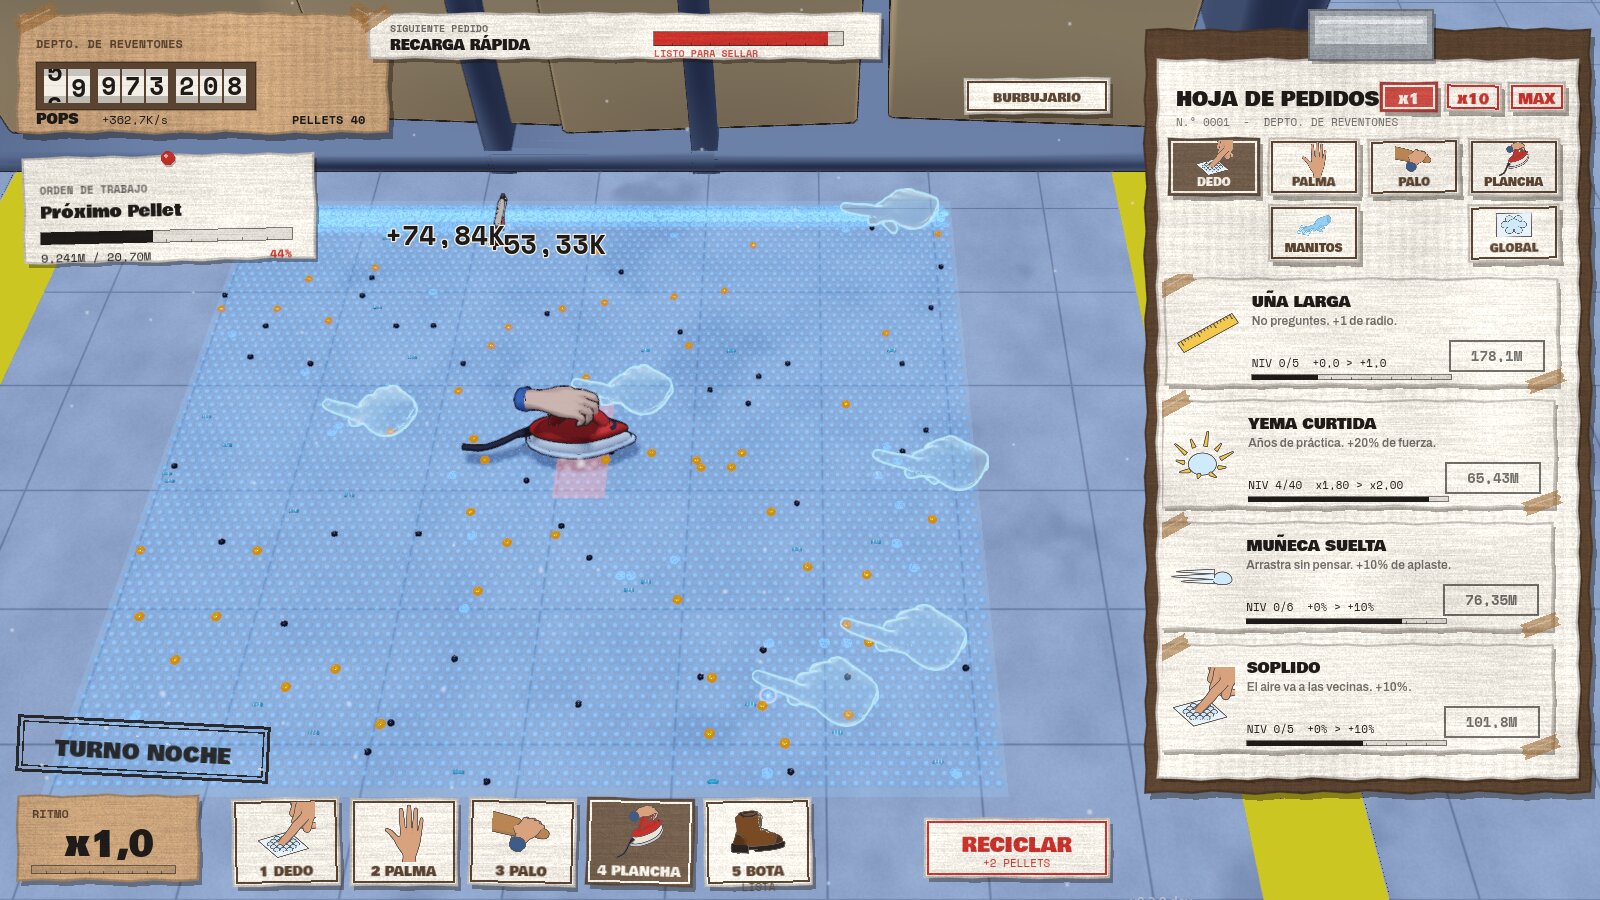 DEPTO. DE REVENTONES
9 973 208
POPS +362,7K/s PELLETS 40
SIGUIENTE PEDIDO
RECARGA RÁPIDA
LISTO PARA SELLAR
BURBUJARIO
ORDEN DE TRABAJO
Próximo Pellet
9,241M / 20,70M 44%
+74,84K
53,33K
HOJA DE PEDIDOS x1 x10 MAX
N.° 0001 - DEPTO. DE REVENTONES
DEDO PALMA PALO PLANCHA
MANITOS GLOBAL
UÑA LARGA
No preguntes. +1 de radio.
NIV 0/5 +0,0 > +1,0 178,1M
YEMA CURTIDA
Años de práctica. +20% de fuerza.
NIV 4/40 x1,80 > x2,00 65,43M
MUÑECA SUELTA
Arrastra sin pensar. +10% de aplaste.
NIV 0/6 +0% > +10% 76,35M
SOPLIDO
El aire va a las vecinas. +10%.
NIV 0/5 +0% > +10% 101,8M
TURNO NOCHE
RITMO
x1,0
1 DEDO 2 PALMA 3 PALO 4 PLANCHA 5 BOTA
LISTA
RECICLAR
+2 PELLETS